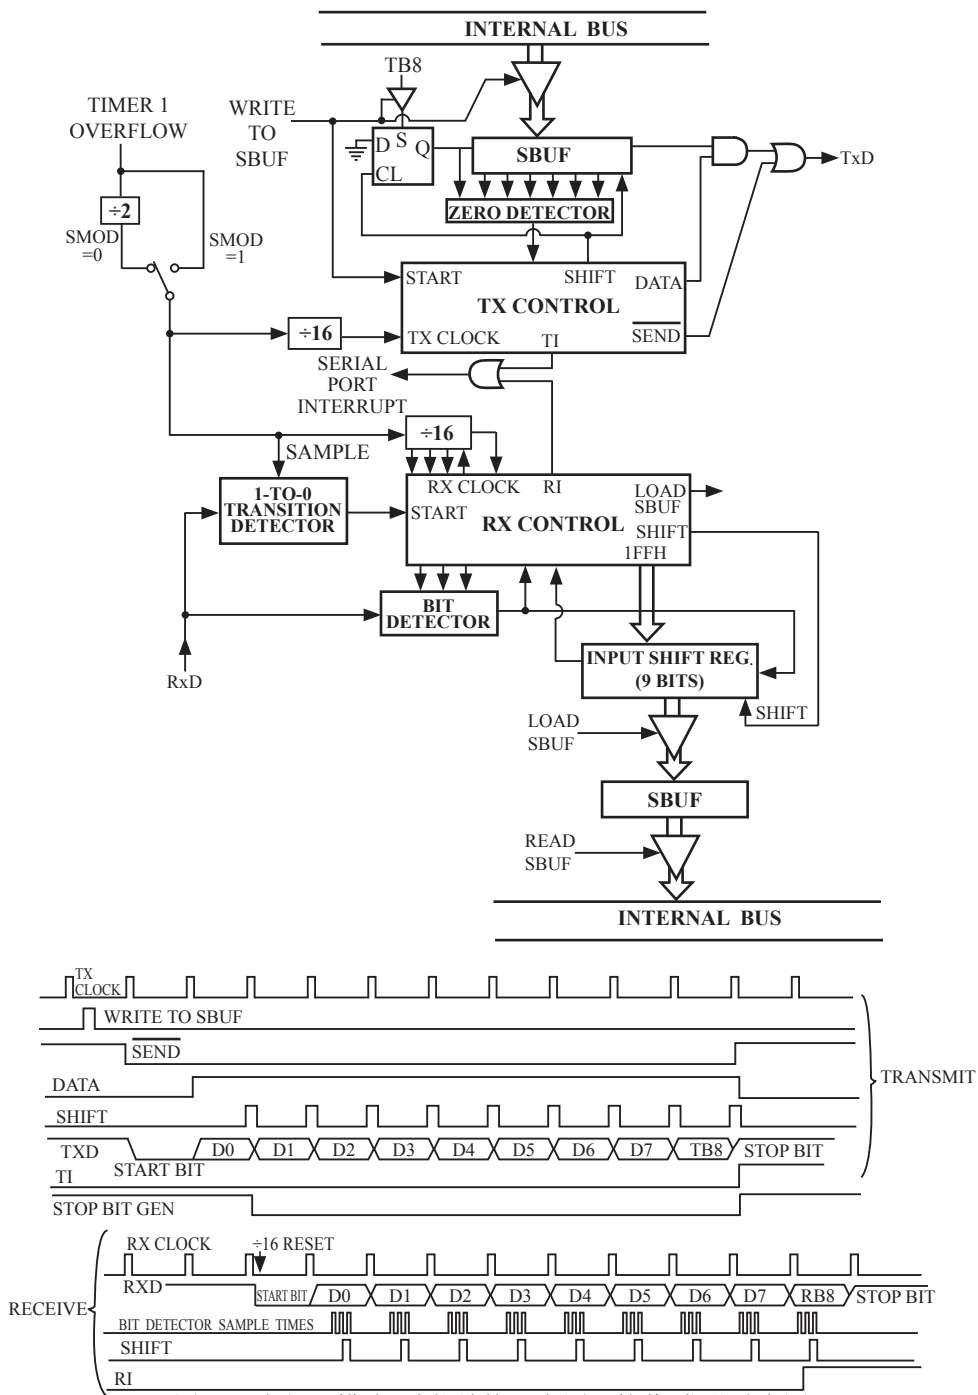 INTERNAL BUS
TB8
TIMER 1
OVERFLOW
WRITE
TO
SBUF
D S Q
CL
SBUF
TxD
÷2
ZERO DETECTOR
SMOD
=0
SMOD
=1
START
SHIFT
DATA
TX CONTROL
÷16
TX CLOCK
TI
SEND
SERIAL
PORT
INTERRUPT
÷16
SAMPLE
1-TO-0
TRANSITION
DETECTOR
RX CLOCK
RI
LOAD
SBUF
START
RX CONTROL
SHIFT
1FFH
BIT
DETECTOR
RxD
INPUT SHIFT REG.
(9 BITS)
SHIFT
LOAD
SBUF
SBUF
READ
SBUF
INTERNAL BUS
TX
CLOCK
WRITE TO SBUF
SEND
DATA
TRANSMIT
SHIFT
TXD
START BIT
D0 D1 D2 D3 D4 D5 D6 D7 TB8 STOP BIT
TI
STOP BIT GEN
RX CLOCK
÷16 RESET
RXD
START BIT D0 D1 D2 D3 D4 D5 D6 D7 RB8 STOP BIT
RECEIVE
BIT DETECTOR SAMPLE TIMES
SHIFT
RI